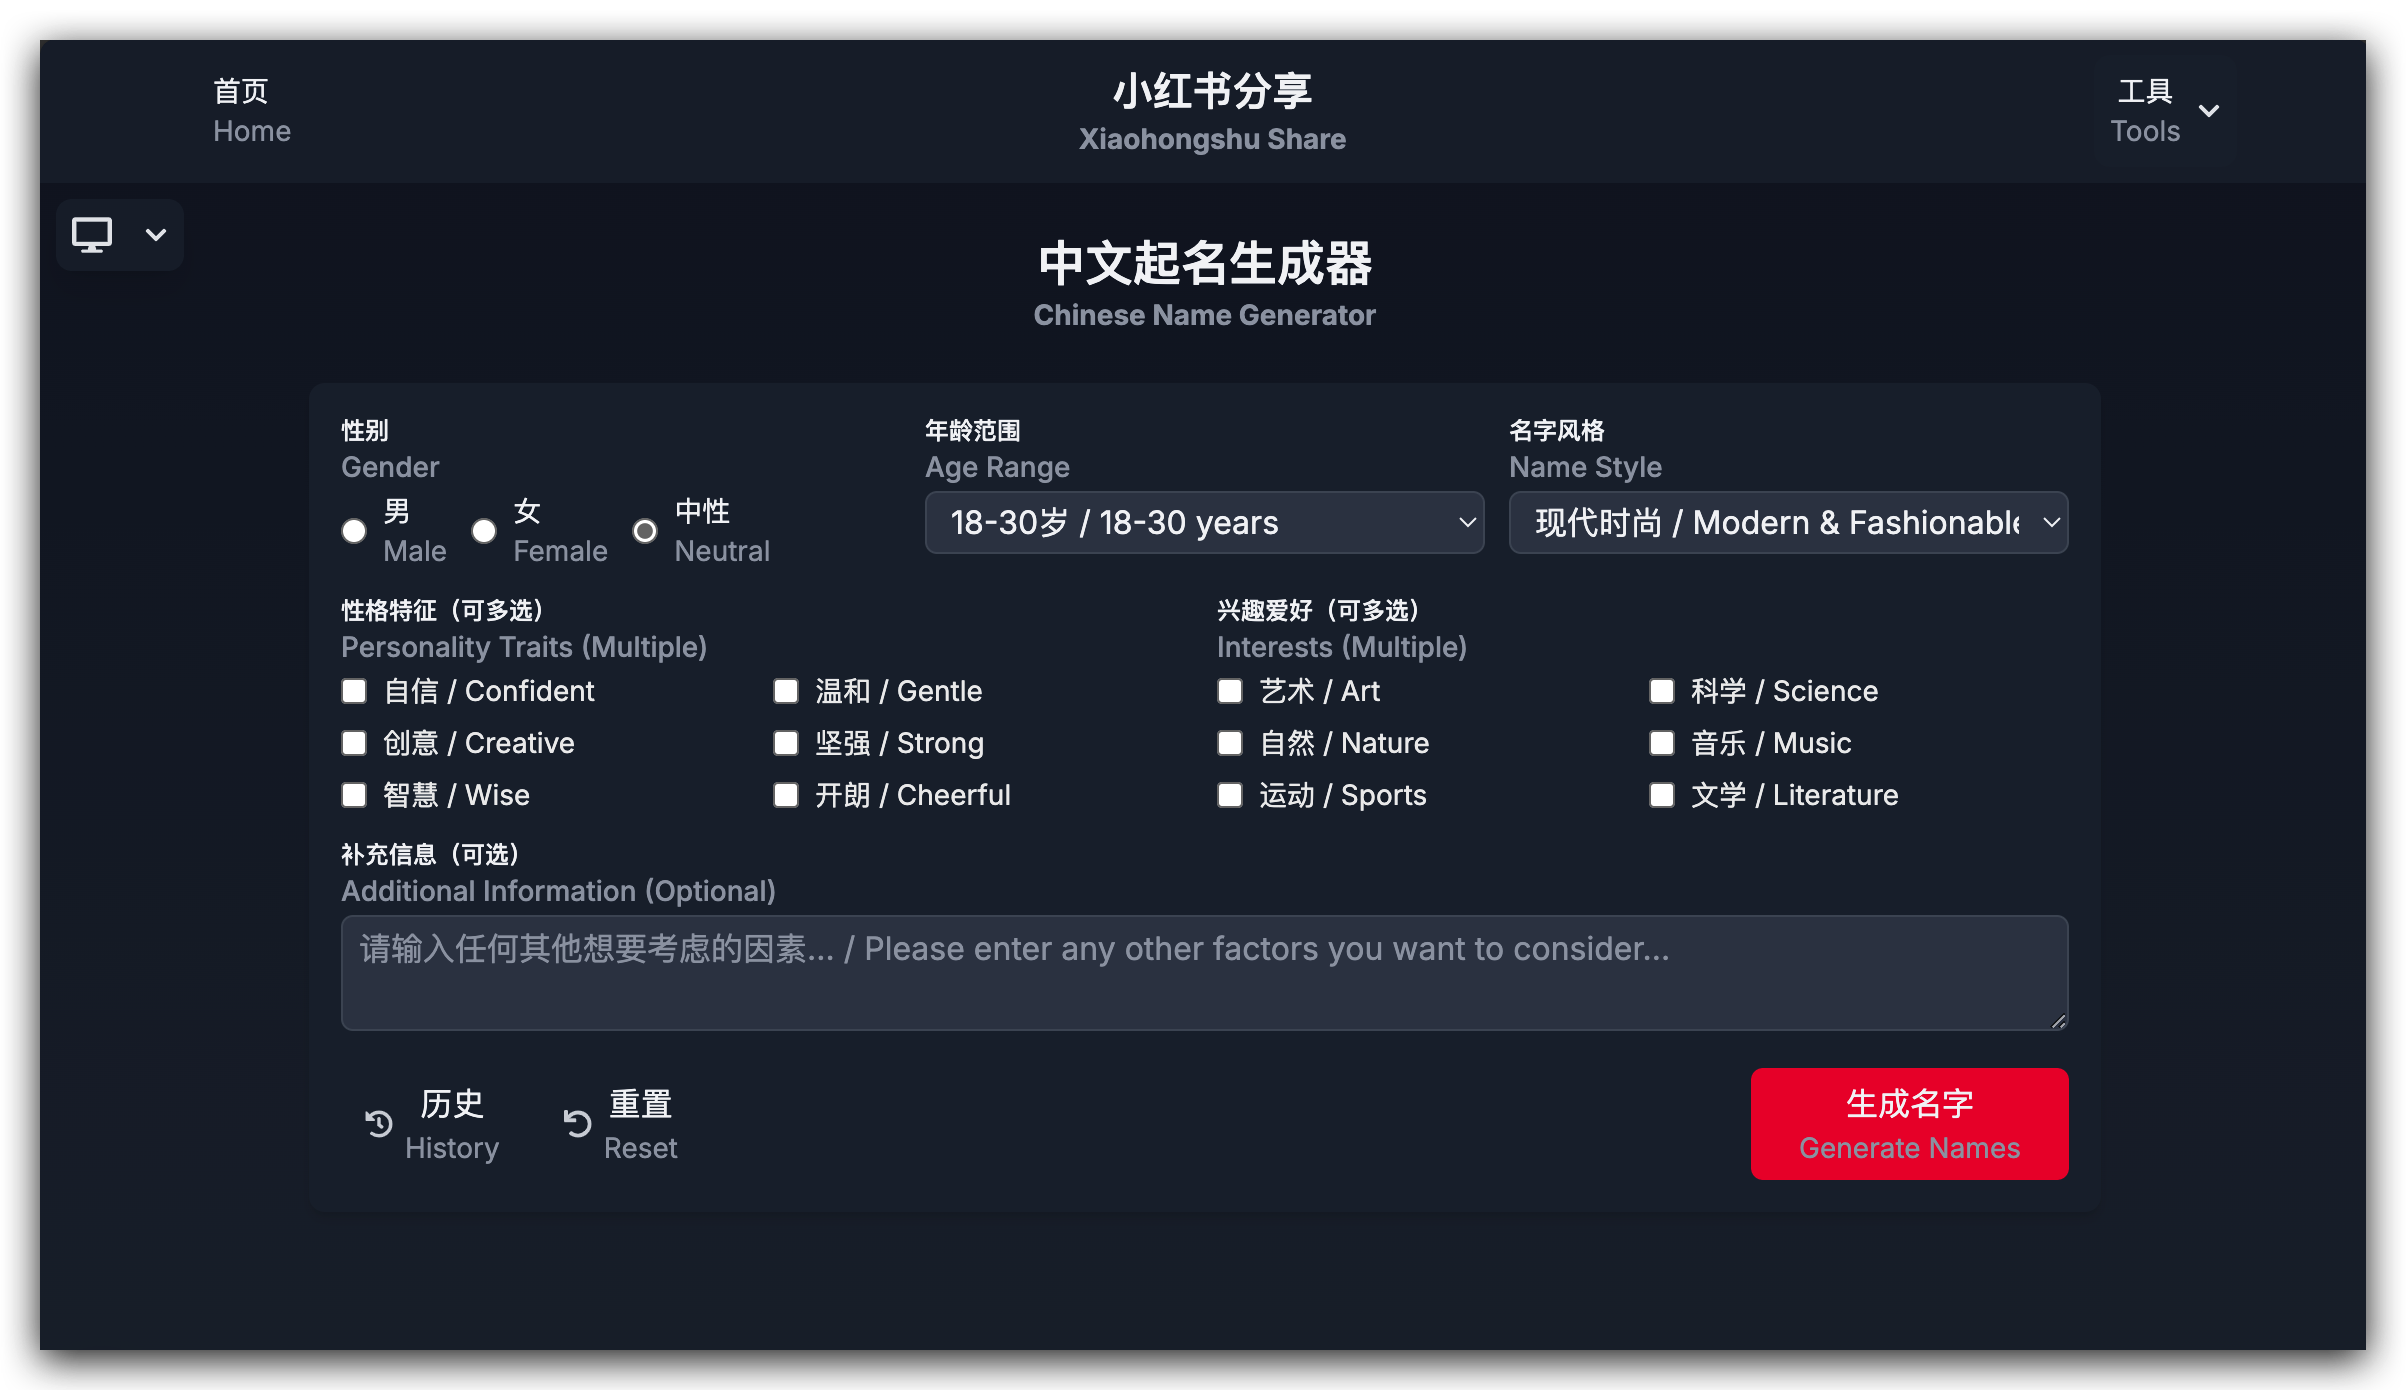 首页
Home
小红书分享
Xiaohongshu Share
工具
Tools
中文起名生成器
Chinese Name Generator
性别
Gender
男
Male
女
Female
中性
Neutral
年龄范围
Age Range
18-30岁 / 18-30 years
名字风格
Name Style
现代时尚 / Modern & Fashionable
性格特征（可多选）
Personality Traits (Multiple)
自信 / Confident
温和 / Gentle
创意 / Creative
坚强 / Strong
智慧 / Wise
开朗 / Cheerful
兴趣爱好（可多选）
Interests (Multiple)
艺术 / Art
科学 / Science
自然 / Nature
音乐 / Music
运动 / Sports
文学 / Literature
补充信息（可选）
Additional Information (Optional)
请输入任何其他想要考虑的因素... / Please enter any other factors you want to consider...
历史
History
重置
Reset
生成名字
Generate Names